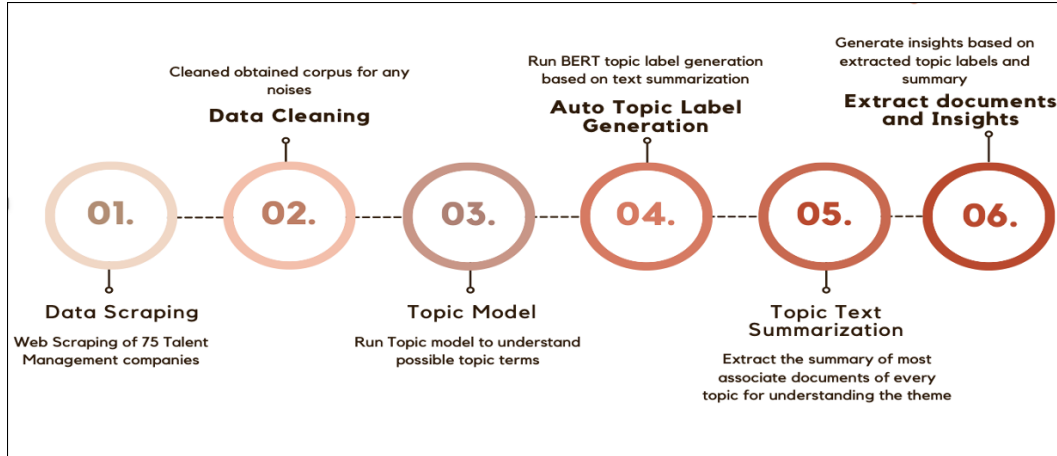 01.
Data Scraping
Web Scraping of 75 Talent
Management companies
Cleaned obtained corpus for any
noises
Data Cleaning
02.
03.
Topic Model
Run Topic model to understand
possible topic terms
Run BERT topic label generation
based on text summarization
Auto Topic Label
Generation
04.
05.
Topic Text
Summarization
Extract the summary of most
associate documents of every
topic for understanding the theme
Generate insights based on
extracted topic labels and
summary
Extract documents
and Insights
06.